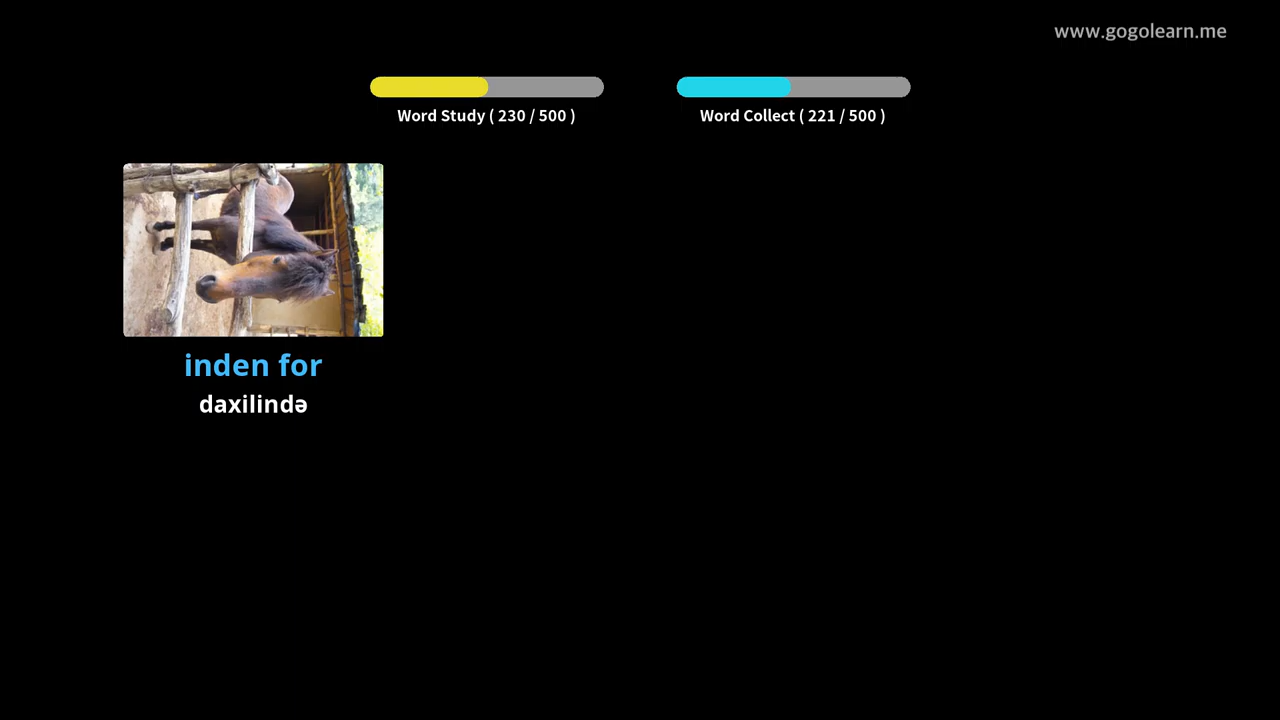 www.gogolearn.me
Word Study ( 230 / 500 )
Word Collect ( 221 / 500 )
inden for
daxilində